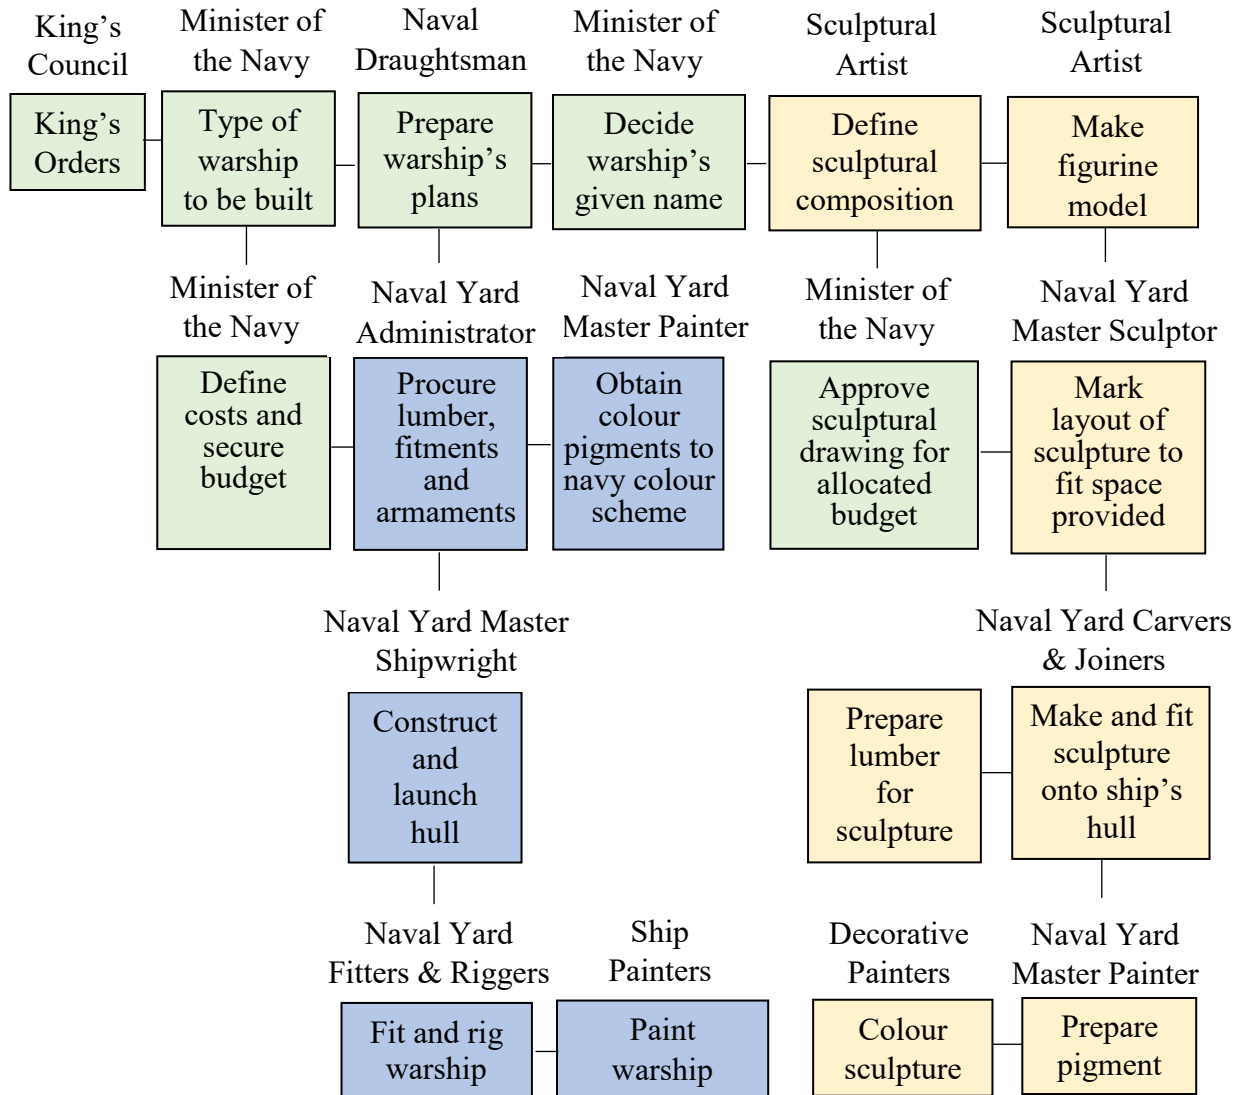 King's
Council
King's
Orders
Minister of
the Navy
Type of
warship
to be built
Naval
Draughtsman
Prepare
warship's
plans
Minister of
the Navy
Decide
warship's
given name
Sculptural
Artist
Define
sculptural
composition
Sculptural
Artist
Make
figurine
model
Minister of
the Navy
Define
costs and
secure
budget
Naval Yard
Administrator
Procure
lumber,
fitments
and
armaments
Naval Yard
Master Painter
Obtain
colour
pigments to
navy colour
scheme
Minister of
the Navy
Approve
sculptural
drawing for
allocated
budget
Naval Yard
Master Sculptor
Mark
layout of
sculpture to
fit space
provided
Naval Yard Master
Shipwright
Construct
and
launch
hull
Prepare
lumber
for
sculpture
Naval Yard Carvers
& Joiners
Make and fit
sculpture
onto ship's
hull
Naval Yard
Fitters & Riggers
Fit and rig
warship
Ship
Painters
Paint
warship
Decorative
Painters
Colour
sculpture
Naval Yard
Master Painter
Prepare
pigment